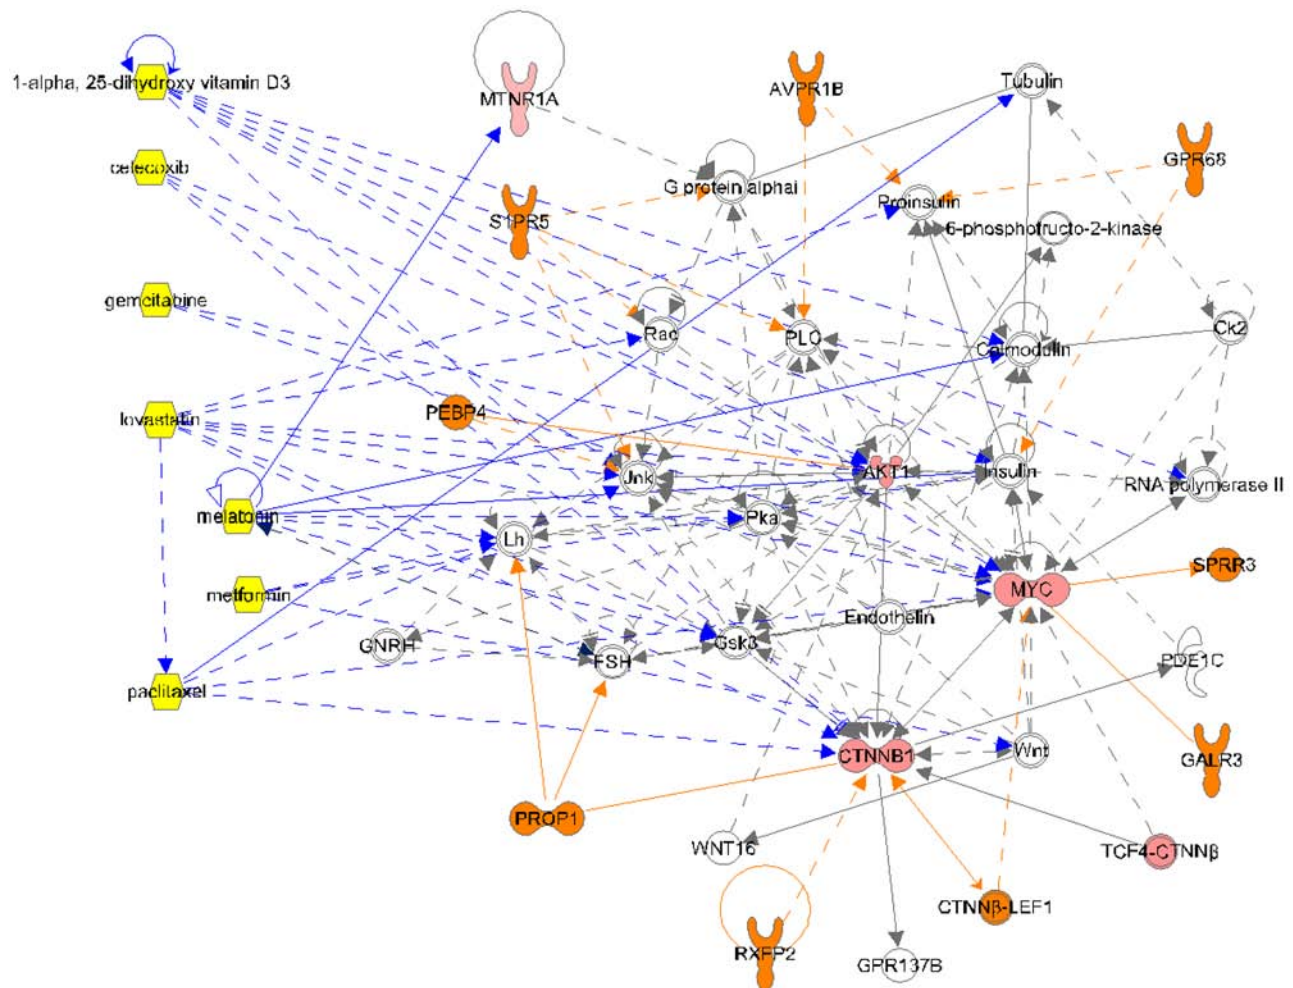 1-alpha, 25-dihydroxy vitamin D3
MTNR1A
AVPR1B
Tubulin
celecoxib
GPR68
G protein alphai
S1PR5
Proinsulin
6-phosphofructo-2-kinase
gemcitabine
Rac
PLC
Calmodulin
Ck2
PEBP4
lovastatin
Jnk
AKT1
Insulin
RNA polymerase II
melatonin
Pka
Lh
SPRR3
metformin
MYC
Endothelin
GNRH
Gsk3
FSH
PDE1C
paclitaxel
CTNNB1
Wnt
GALR3
PROP1
WNT16
TCF4-CTNNβ
CTNNβ-LEF1
RXFP2
GPR137B